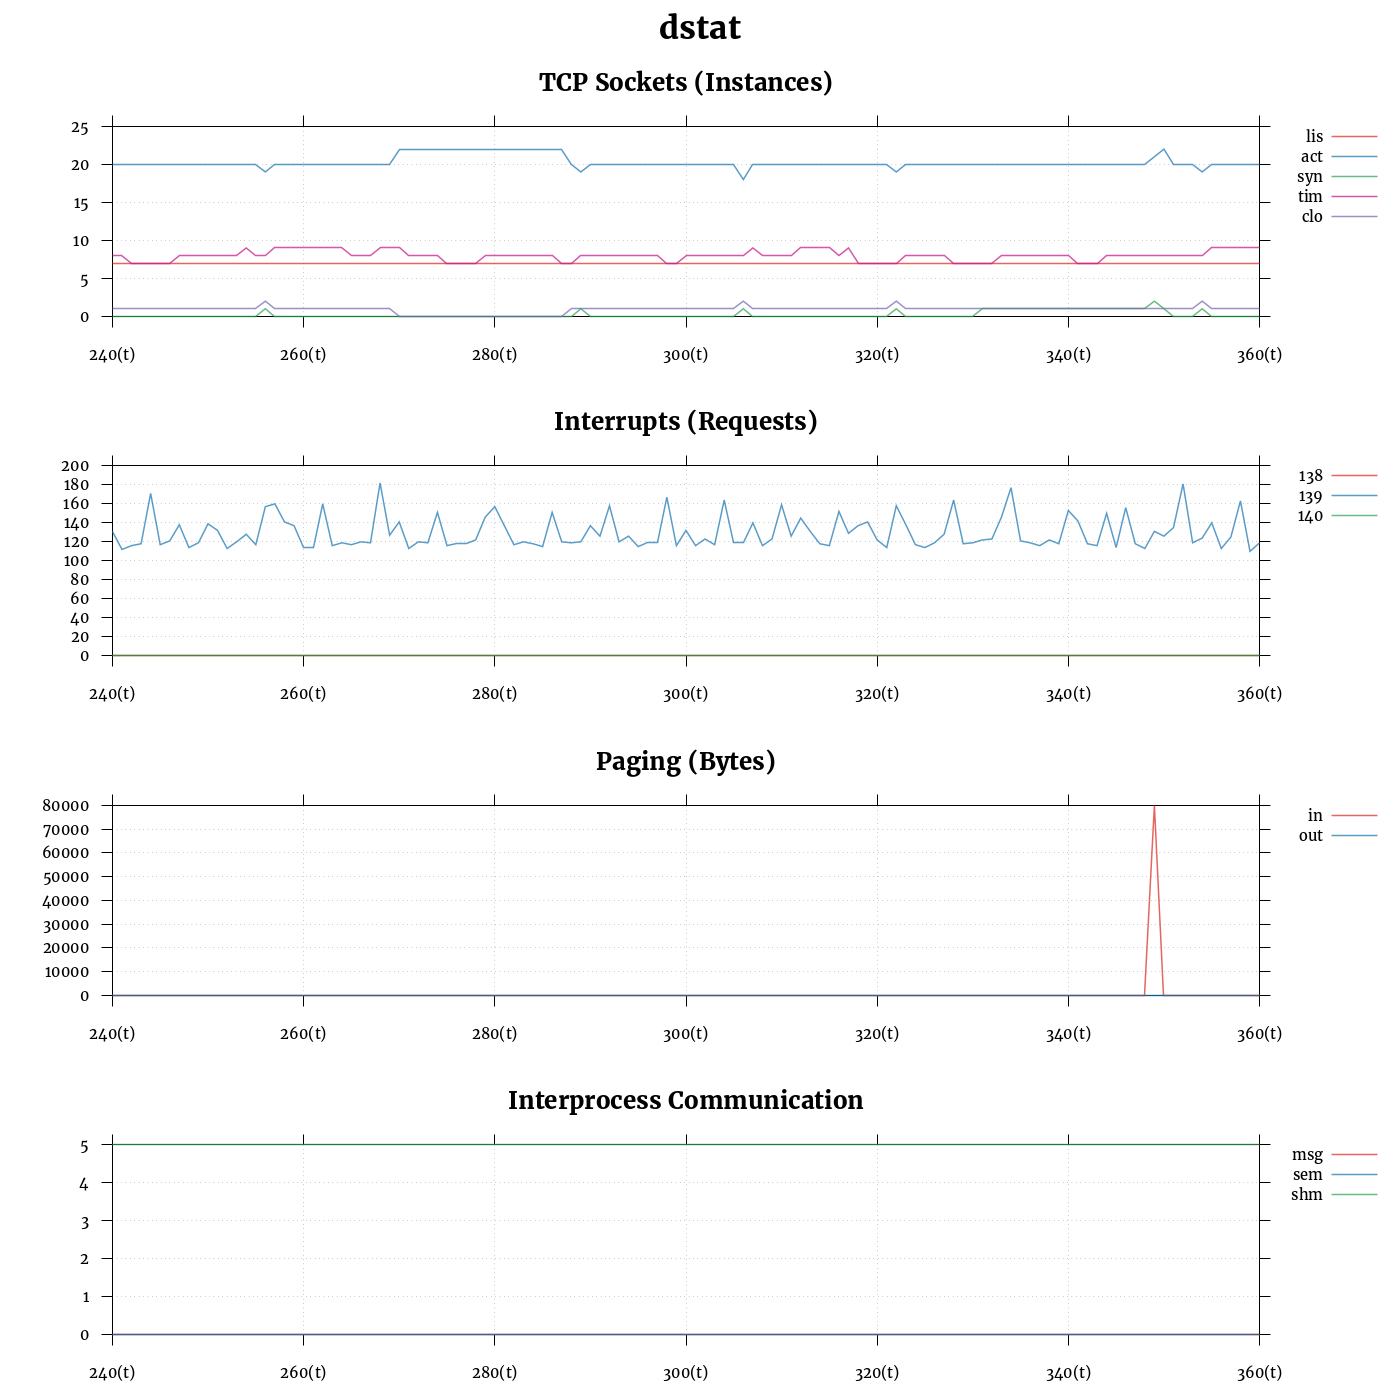 dstat
TCP Sockets (Instances)
25
20
15
10
5
0
240(t) 260(t) 280(t) 300(t) 320(t) 340(t) 360(t)
lis
act
syn
tim
clo
Interrupts (Requests)
200
180
160
140
120
100
80
60
40
20
0
240(t) 260(t) 280(t) 300(t) 320(t) 340(t) 360(t)
138
139
140
Paging (Bytes)
80000
70000
60000
50000
40000
30000
20000
10000
0
240(t) 260(t) 280(t) 300(t) 320(t) 340(t) 360(t)
in
out
Interprocess Communication
5
4
3
2
1
0
240(t) 260(t) 280(t) 300(t) 320(t) 340(t) 360(t)
msg
sem
shm